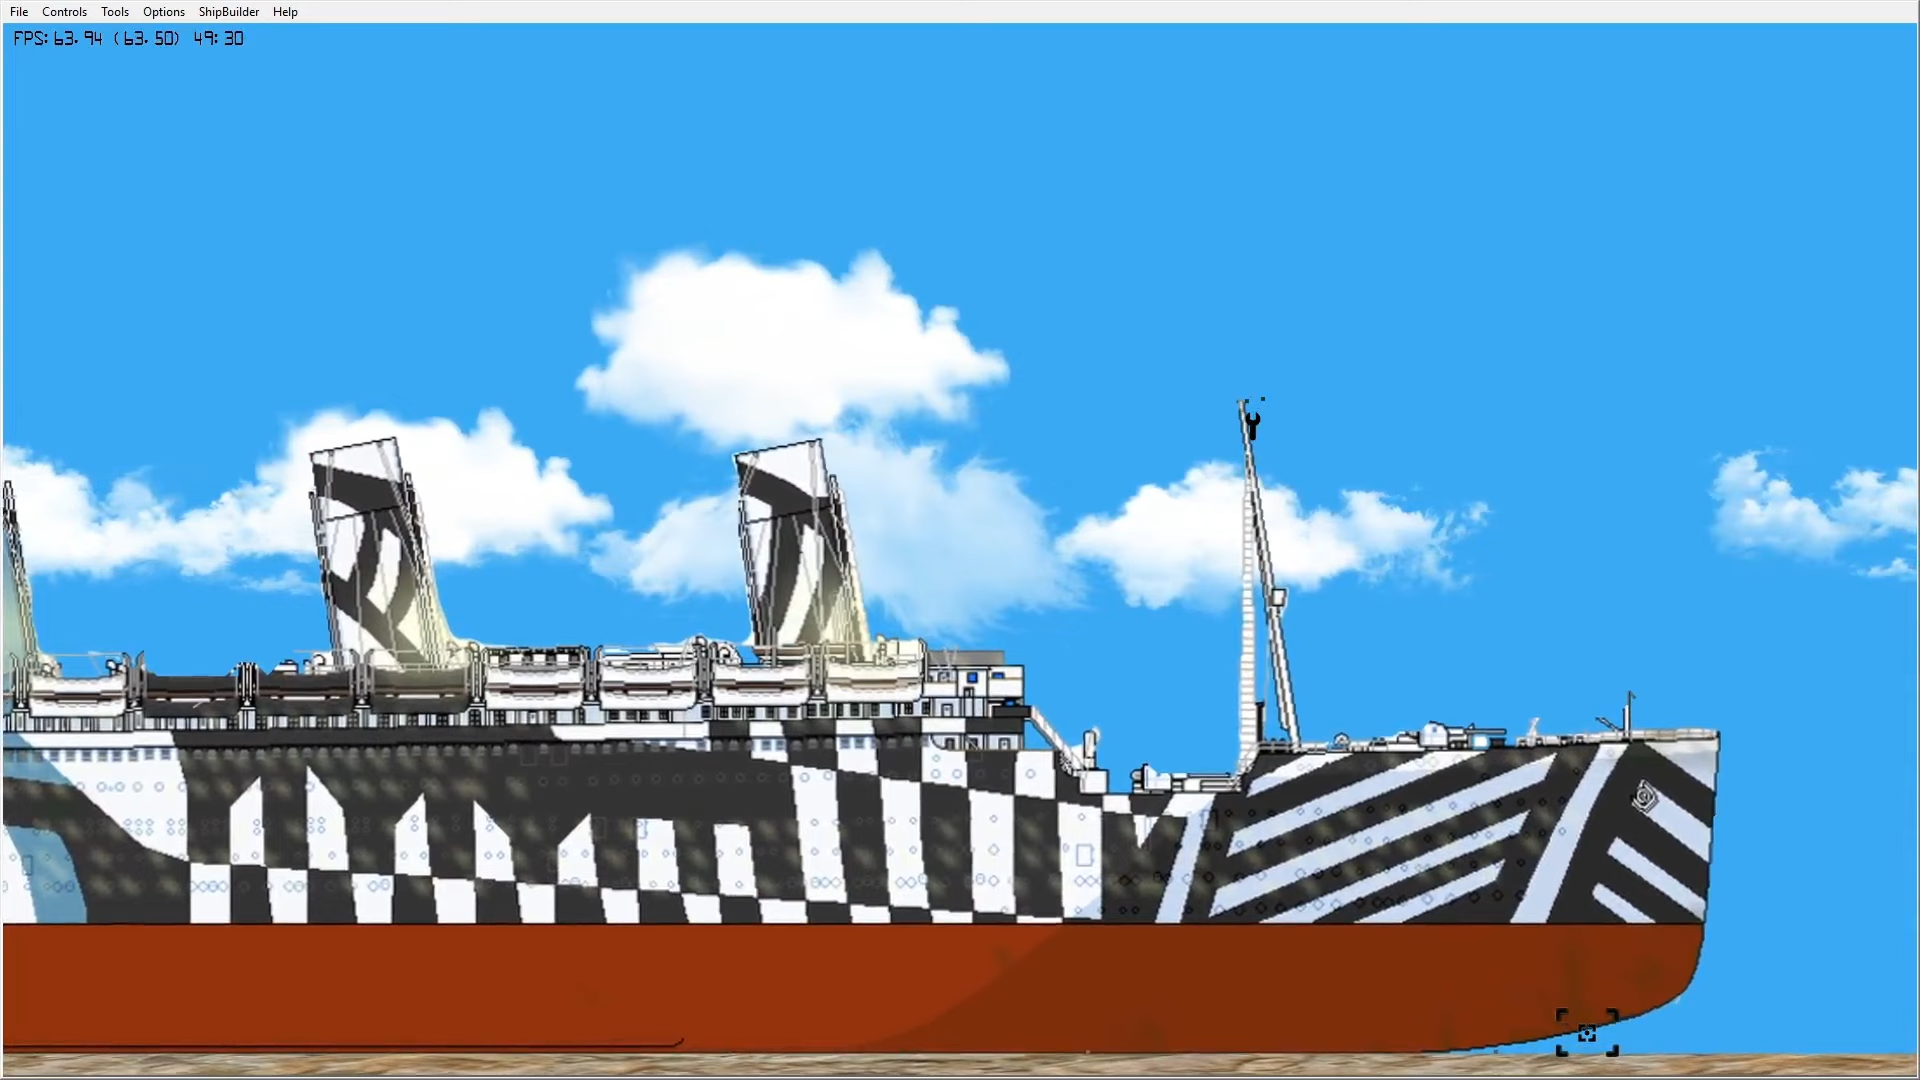 File Controls Tools Options ShipBuilder Help
FPS: 63.94 (63.50) 49:30